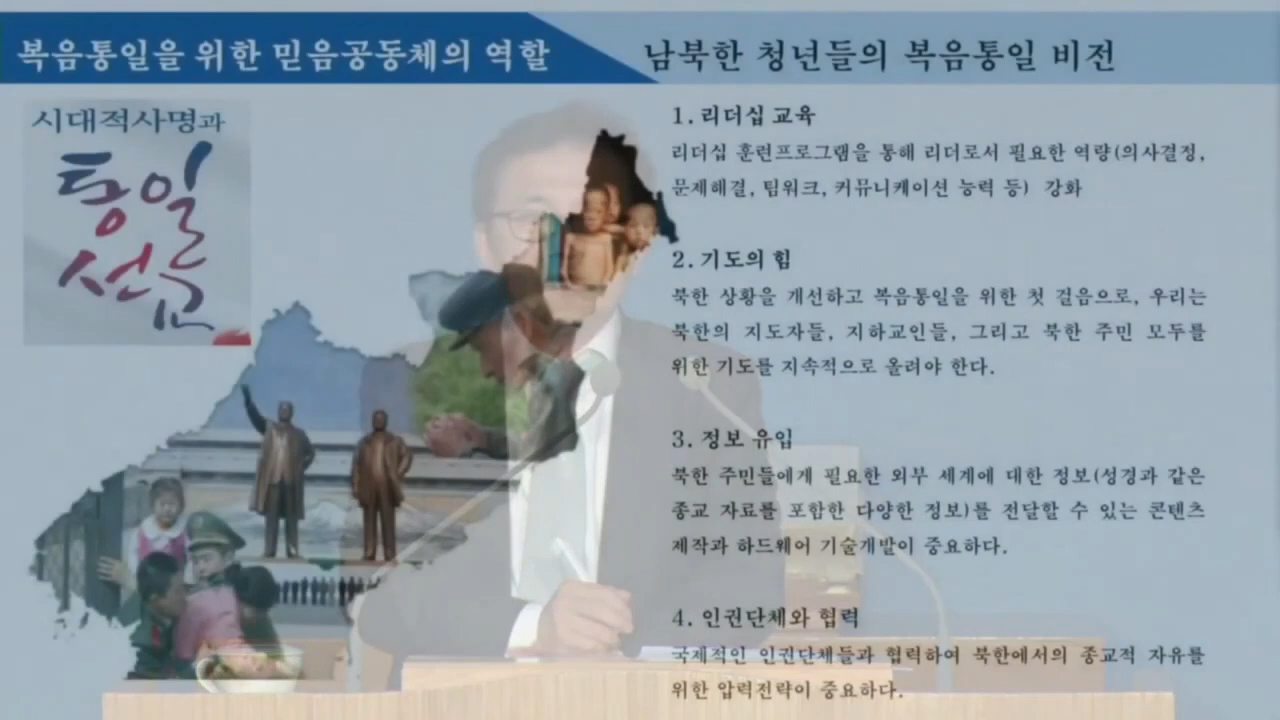 복음통일을 위한 믿음공동체의 역할
남북한 청년들의 복음통일 비전
시대적사명과
통일
선교
1. 리더십 교육
리더십 훈련프로그램을 통해 리더로서 필요한 역량(의사결정,
문제해결, 팀워크, 커뮤니케이션 능력 등) 강화
2. 기도의 힘
북한 상황을 개선하고 복음통일을 위한 첫 걸음으로, 우리는
북한의 지도자들, 지하교인들, 그리고 북한 주민 모두를
위한 기도를 지속적으로 올려야 한다.
3. 정보 유입
북한 주민들에게 필요한 외부 세계에 대한 정보(성경과 같은
종교 자료를 포함한 다양한 정보)를 전달할 수 있는 콘텐츠
제작과 하드웨어 기술개발이 중요하다.
4. 인권단체와 협력
국제적인 인권단체들과 협력하여 북한에서의 종교적 자유를
위한 압력전략이 중요하다.